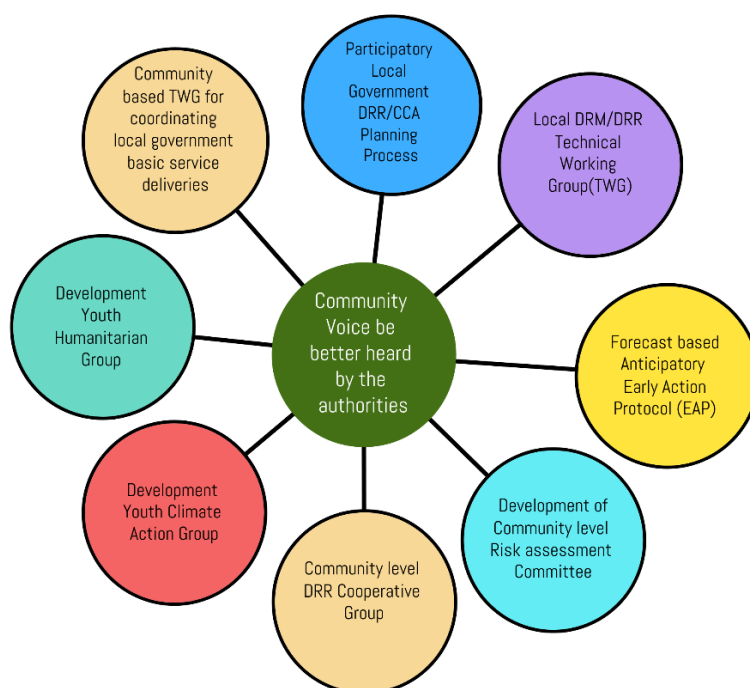 Community
based TWG for
coordinating
local government
basic service
deliveries
Participatory
Local
Government
DRR/CCA
Planning
Process
Local DRM/DRR
Technical
Working
Group(TWG)
Development
Youth
Humanitarian
Group
Community
Voice be
better heard
by the
authorities
Forecast based
Anticipatory
Early Action
Protocol (EAP)
Development
Youth Climate
Action Group
Community level
DRR Cooperative
Group
Development of
Community level
Risk assessment
Committee